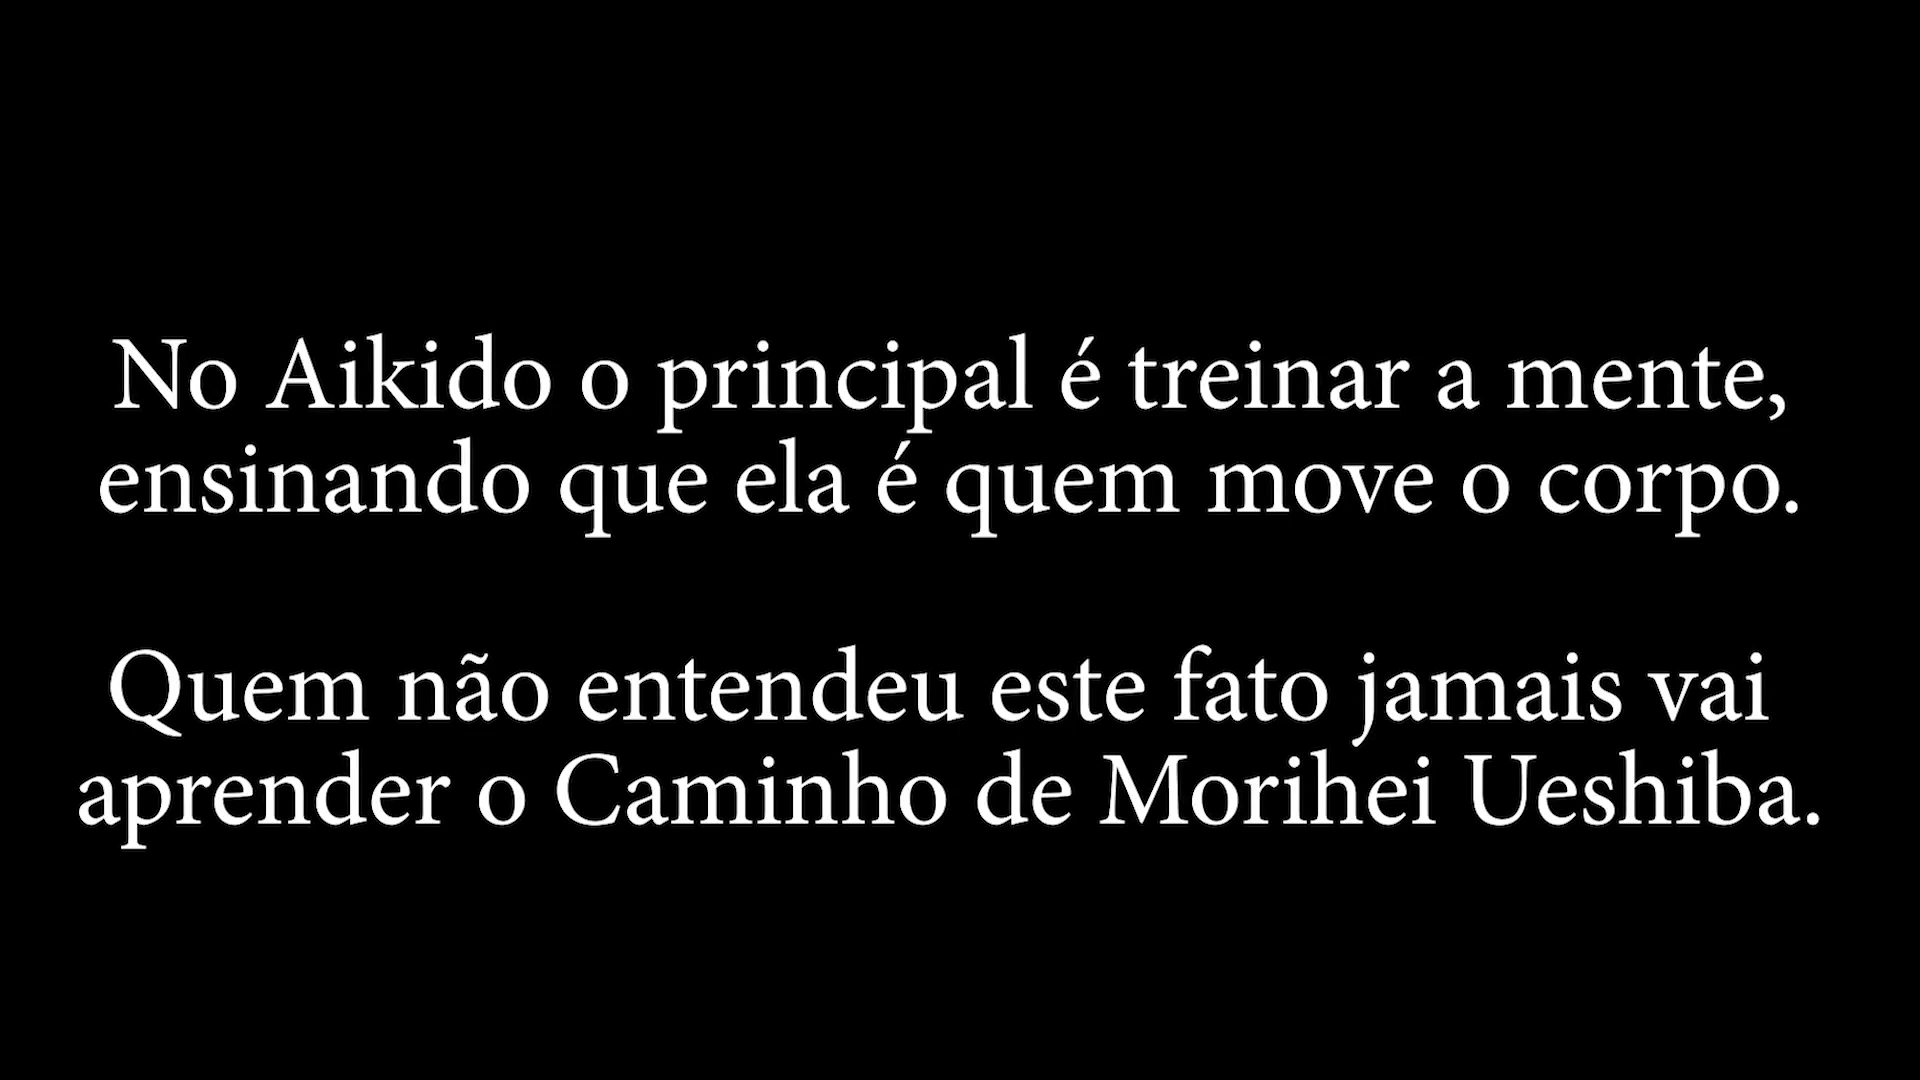 No Aikido o principal é treinar a mente,
ensinando que ela é quem move o corpo.
Quem não entendeu este fato jamais vai
aprender o Caminho de Morihei Ueshiba.